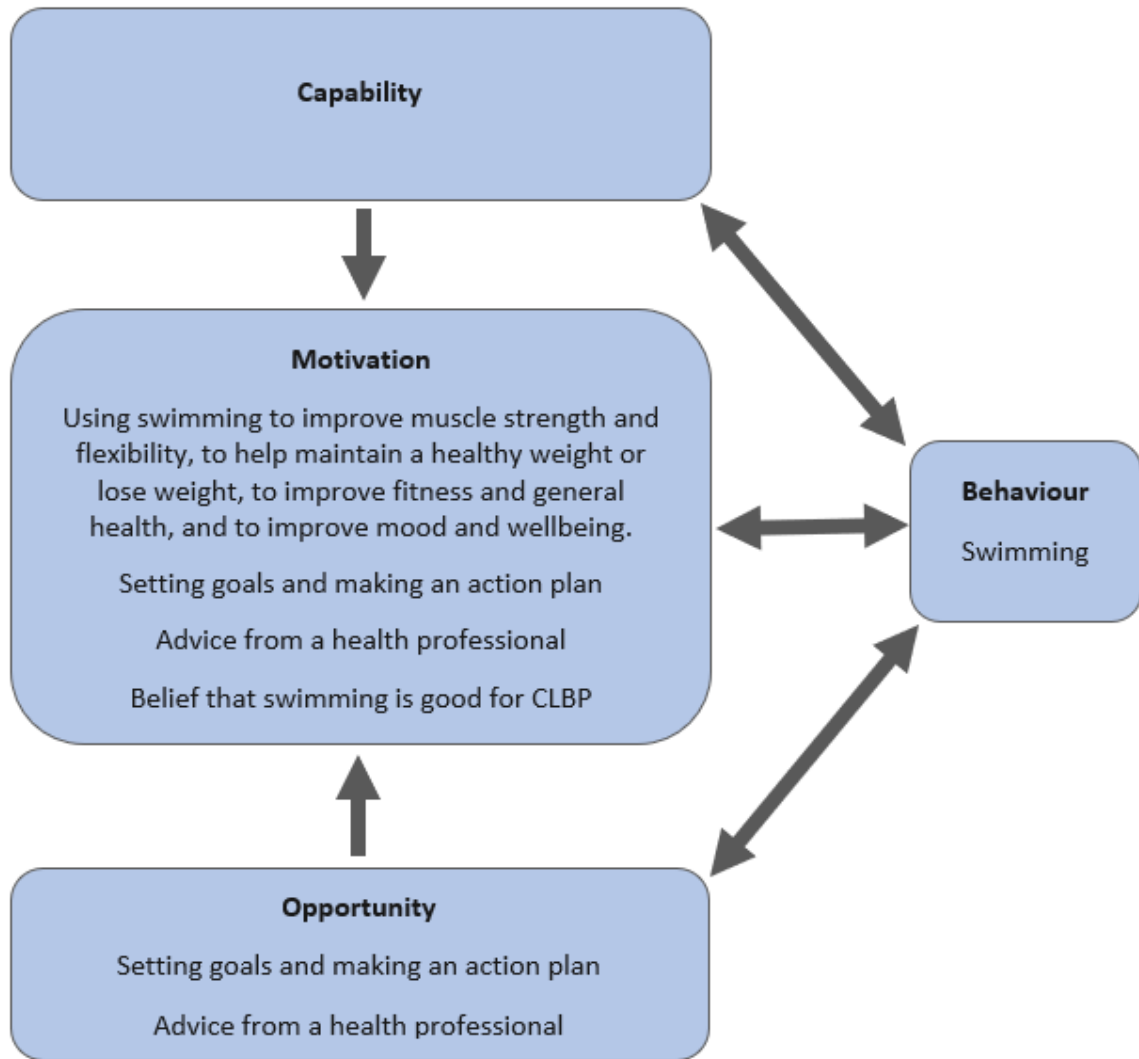 Capability
Motivation
Using swimming to improve muscle strength and
flexibility, to help maintain a healthy weight or
lose weight, to improve fitness and general
health, and to improve mood and wellbeing.
Setting goals and making an action plan
Advice from a health professional
Belief that swimming is good for CLBP
Behaviour
Swimming
Opportunity
Setting goals and making an action plan
Advice from a health professional